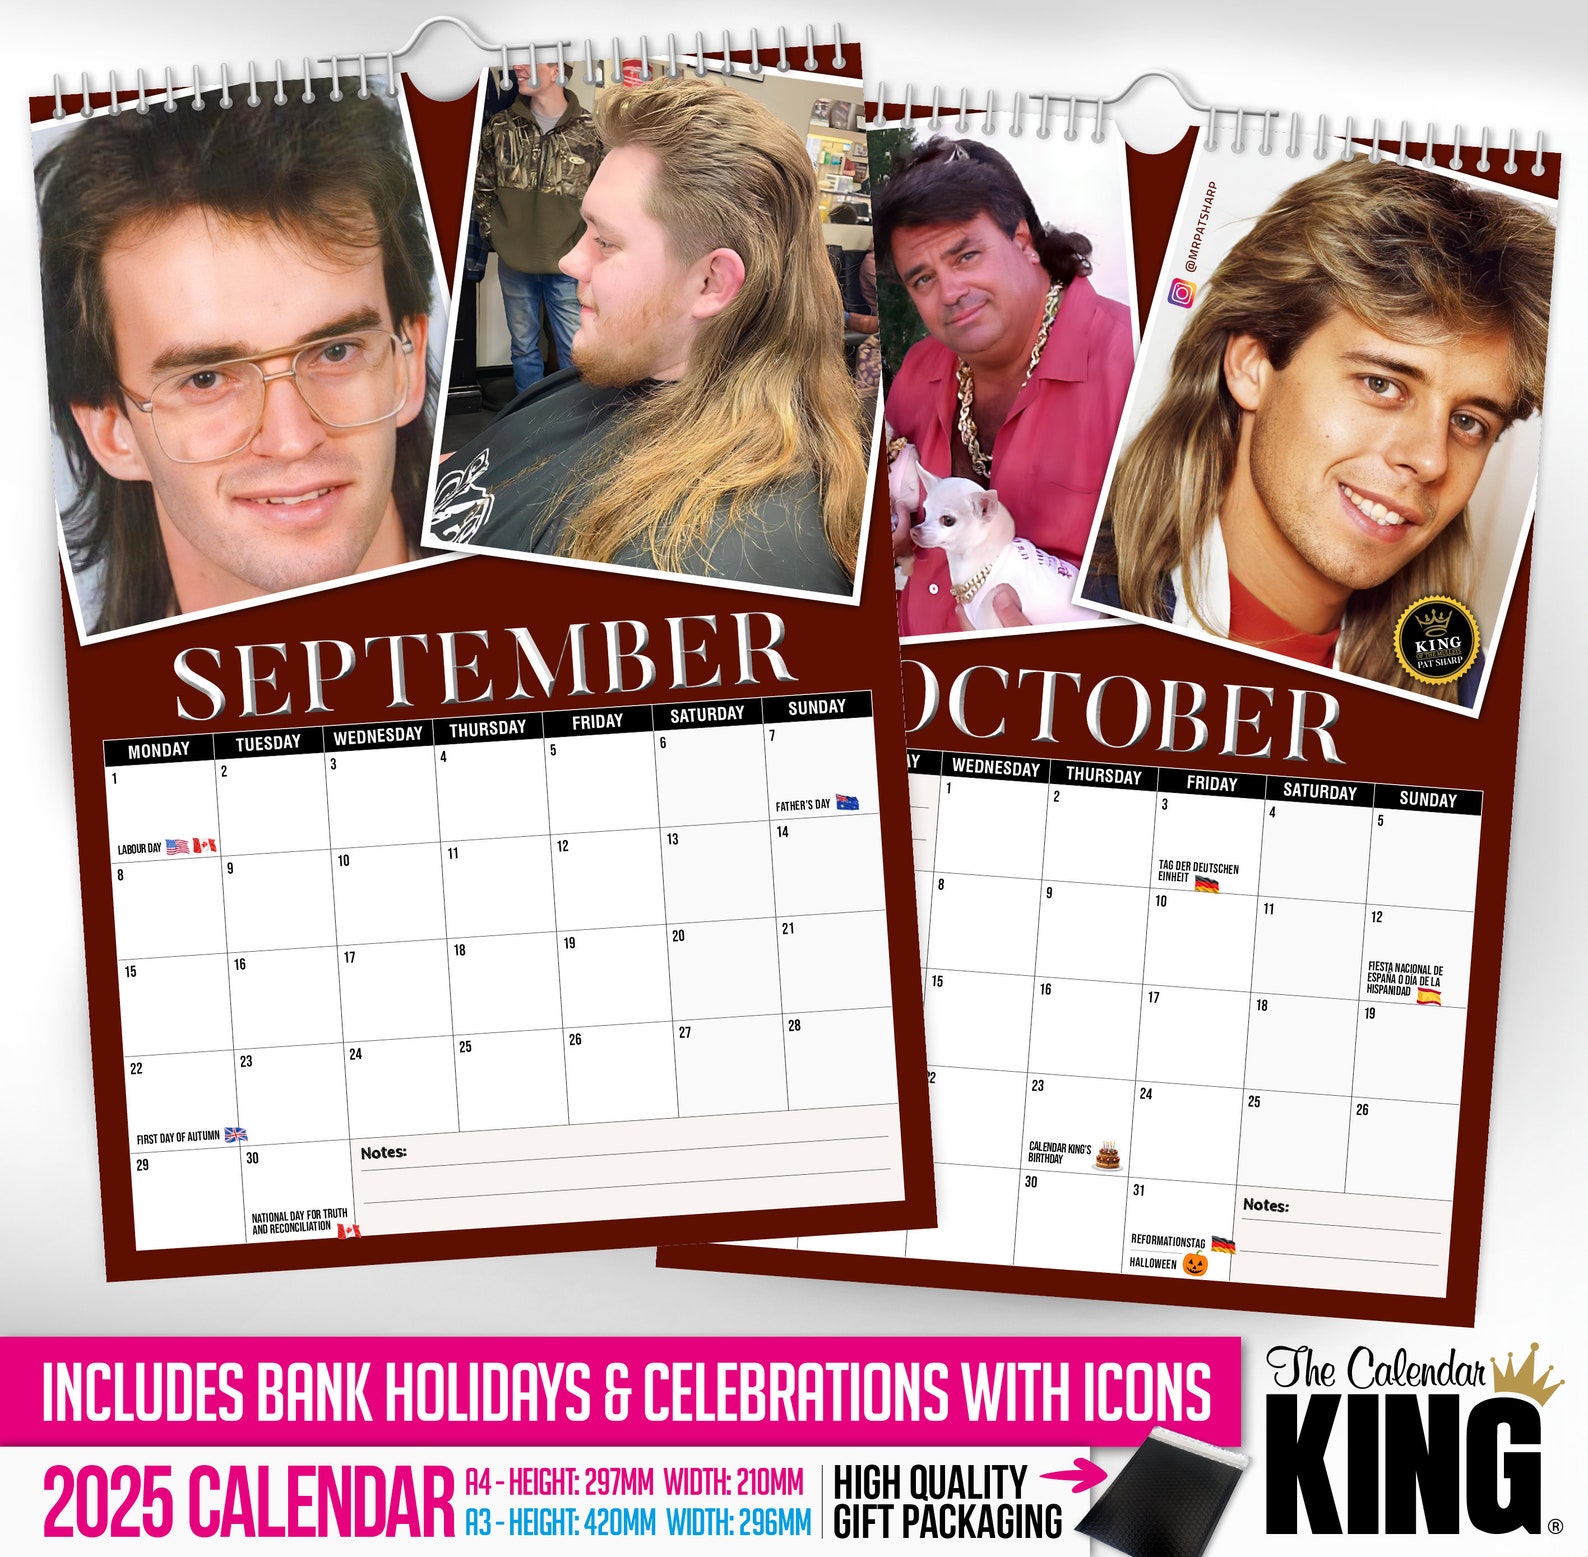 @MRPATSHARP
KING
OF THE MULLETS
PAT SHARP
SEPTEMBER
MONDAY TUESDAY WEDNESDAY THURSDAY FRIDAY SATURDAY SUNDAY
1 2 3 4 5 6 7
LABOUR DAY
FATHER'S DAY
8 9 10 11 12 13 14
15 16 17 18 19 20 21
22 23 24 25 26 27 28
FIRST DAY OF AUTUMN
29 30
Notes:
NATIONAL DAY FOR TRUTH
AND RECONCILIATION
OCTOBER
AY WEDNESDAY THURSDAY FRIDAY SATURDAY SUNDAY
1 2 3 4 5
TAG DER DEUTSCHEN
EINHEIT
8 9 10 11 12
FIESTA NACIONAL DE
ESPAÑA O DÍA DE LA
HISPANIDAD
15 16 17 18 19
22 23 24 25 26
CALENDAR KING'S
BIRTHDAY
30 31
Notes:
REFORMATIONSTAG
HALLOWEEN
INCLUDES BANK HOLIDAYS & CELEBRATIONS WITH ICONS
2025 CALENDAR
A4 - HEIGHT: 297MM WIDTH: 210MM
A3 - HEIGHT: 420MM WIDTH: 296MM
HIGH QUALITY
GIFT PACKAGING
The Calendar
KING®